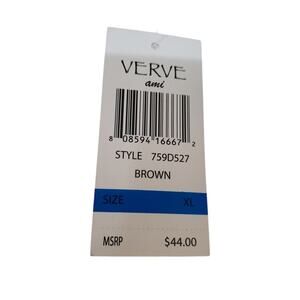 VERVE
ami
8 08594 16667 2
STYLE 759D527
BROWN
SIZE XL
MSRP $44.00